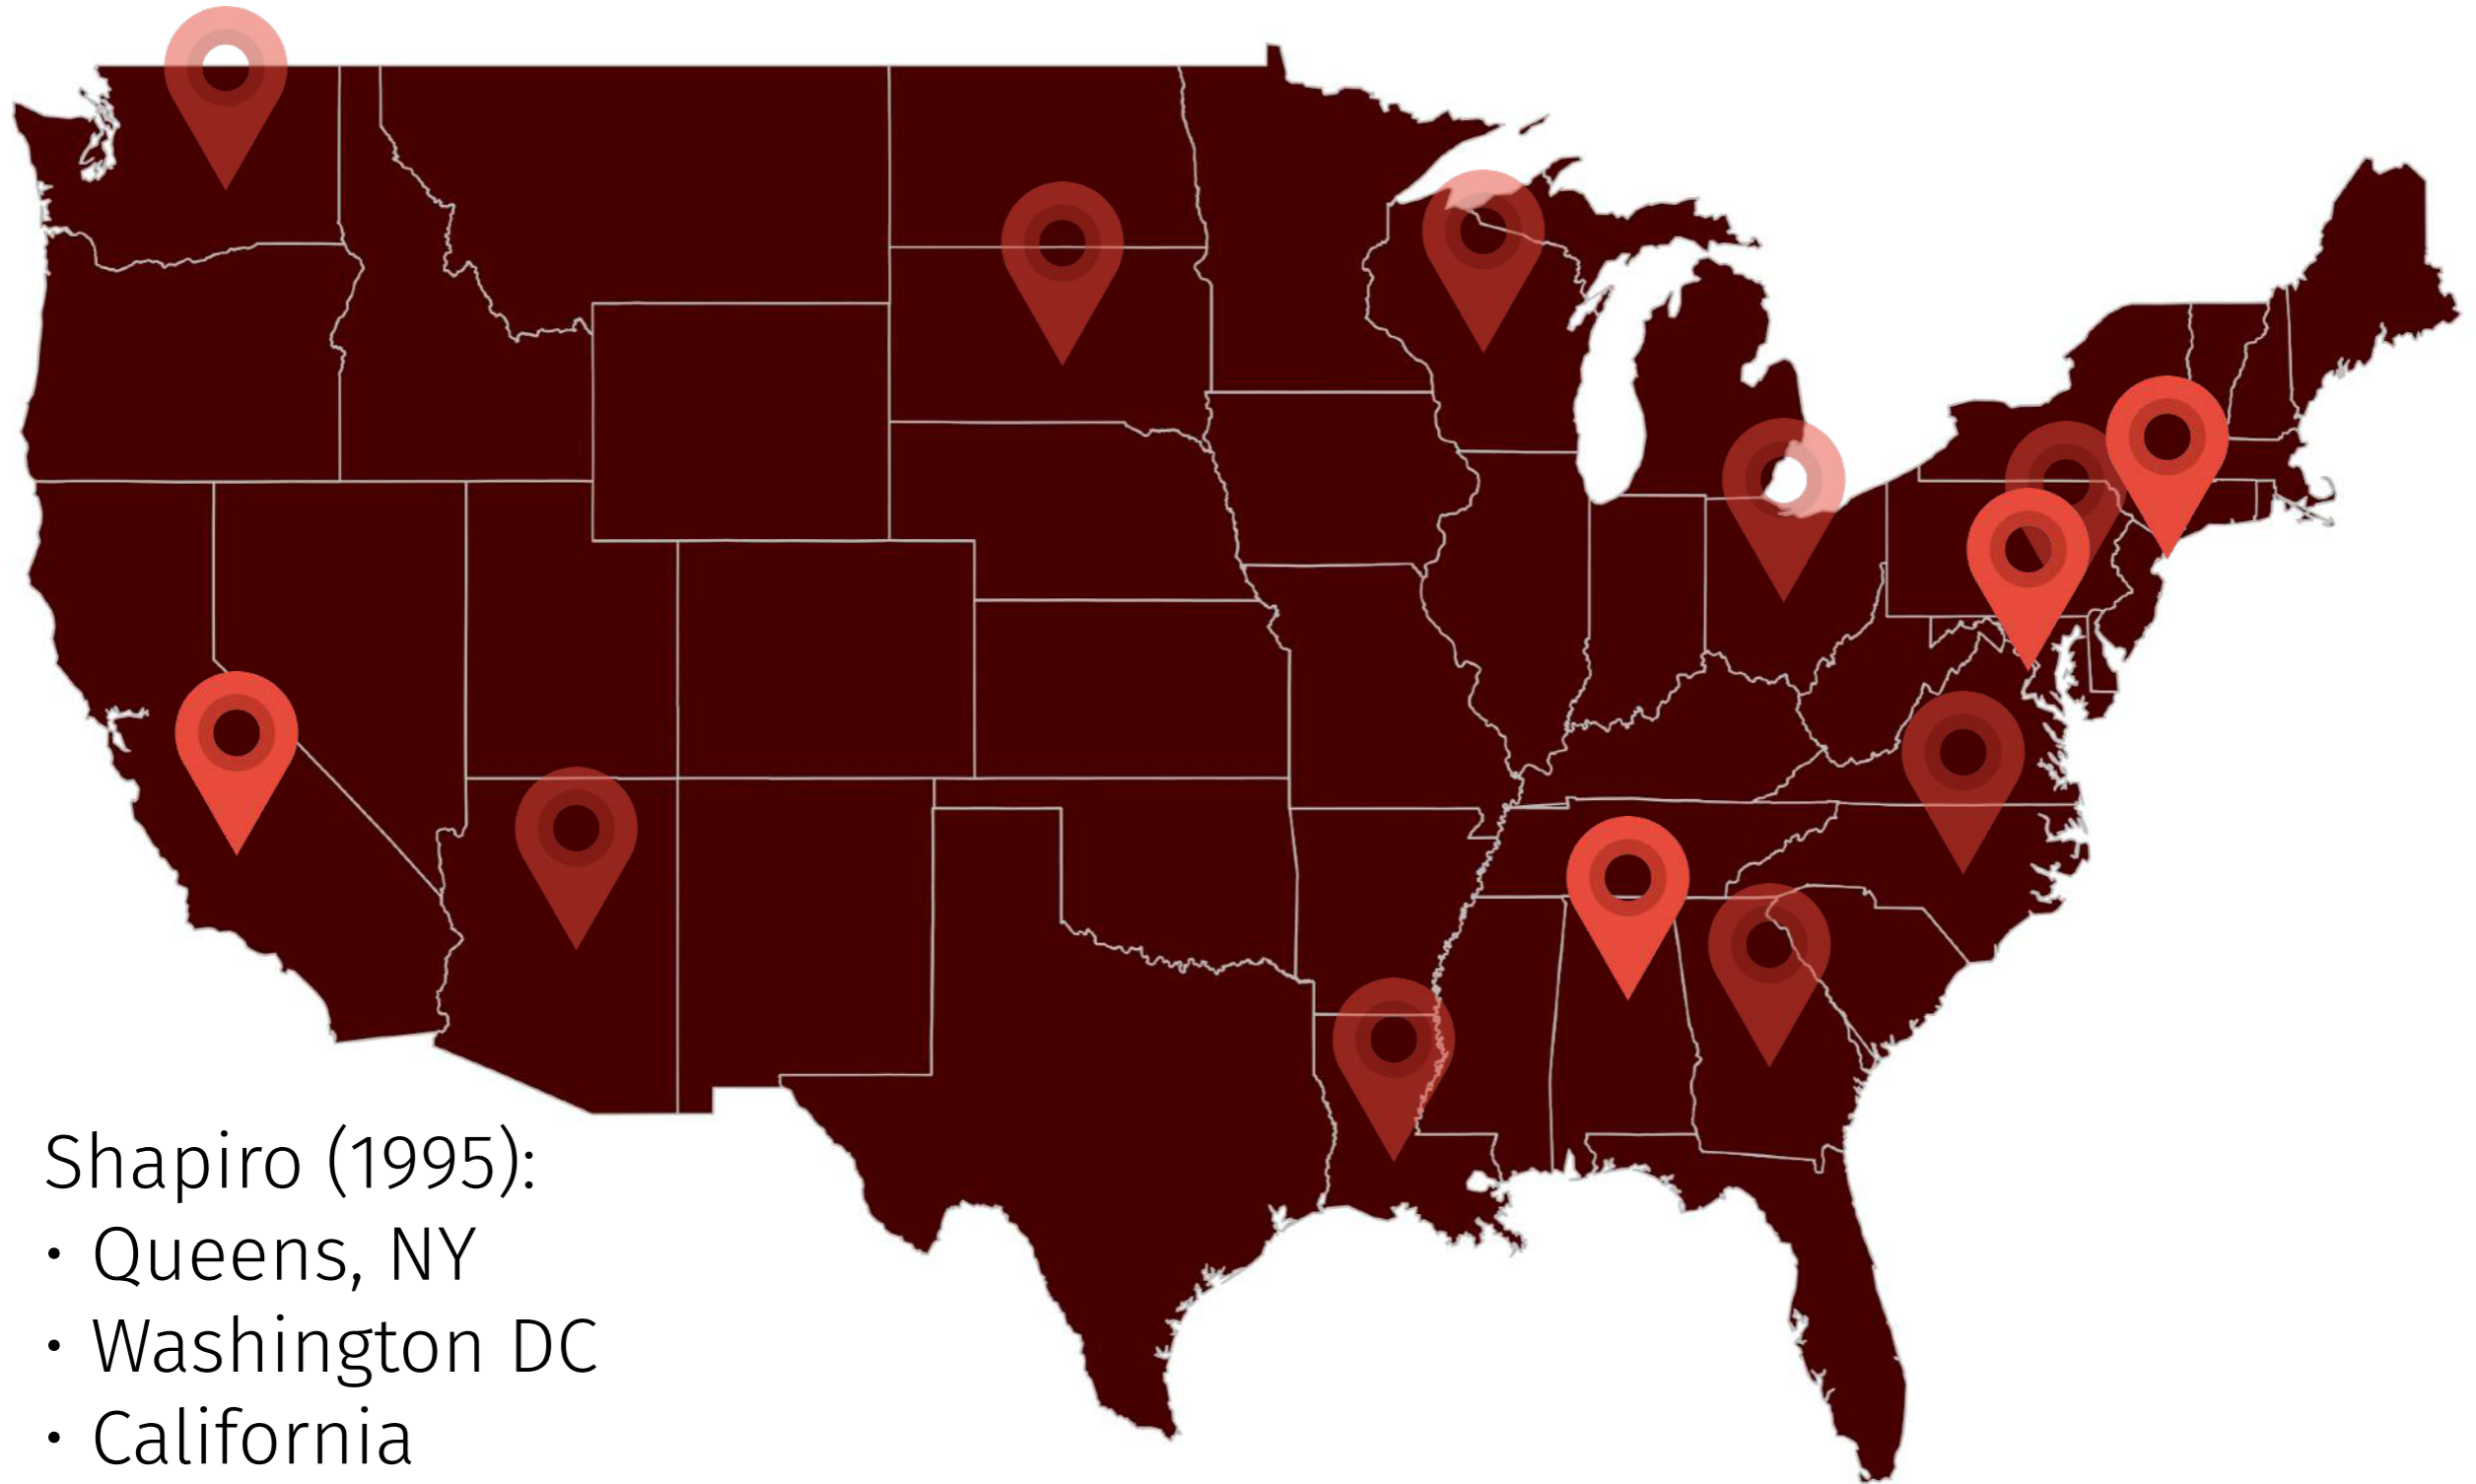 Shapiro (1995):
• Queens, NY
• Washington DC
• California